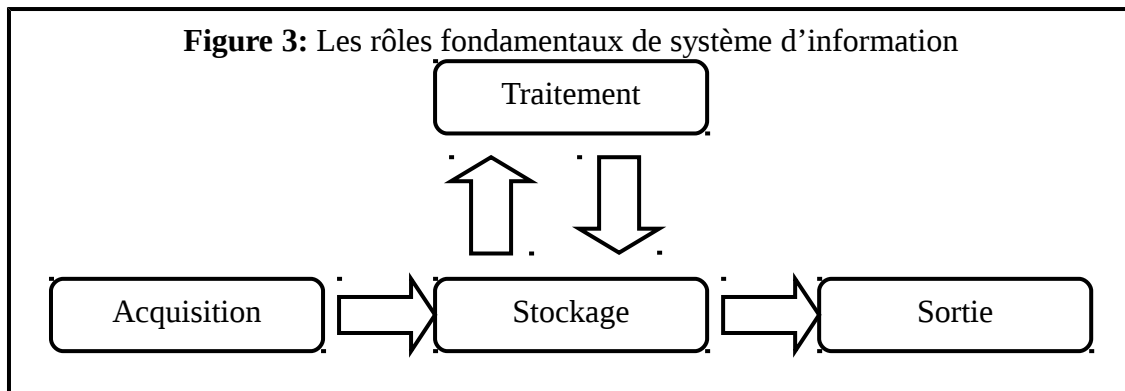 Figure 3: Les rôles fondamentaux de système d’information
Traitement
Acquisition
Stockage
Sortie